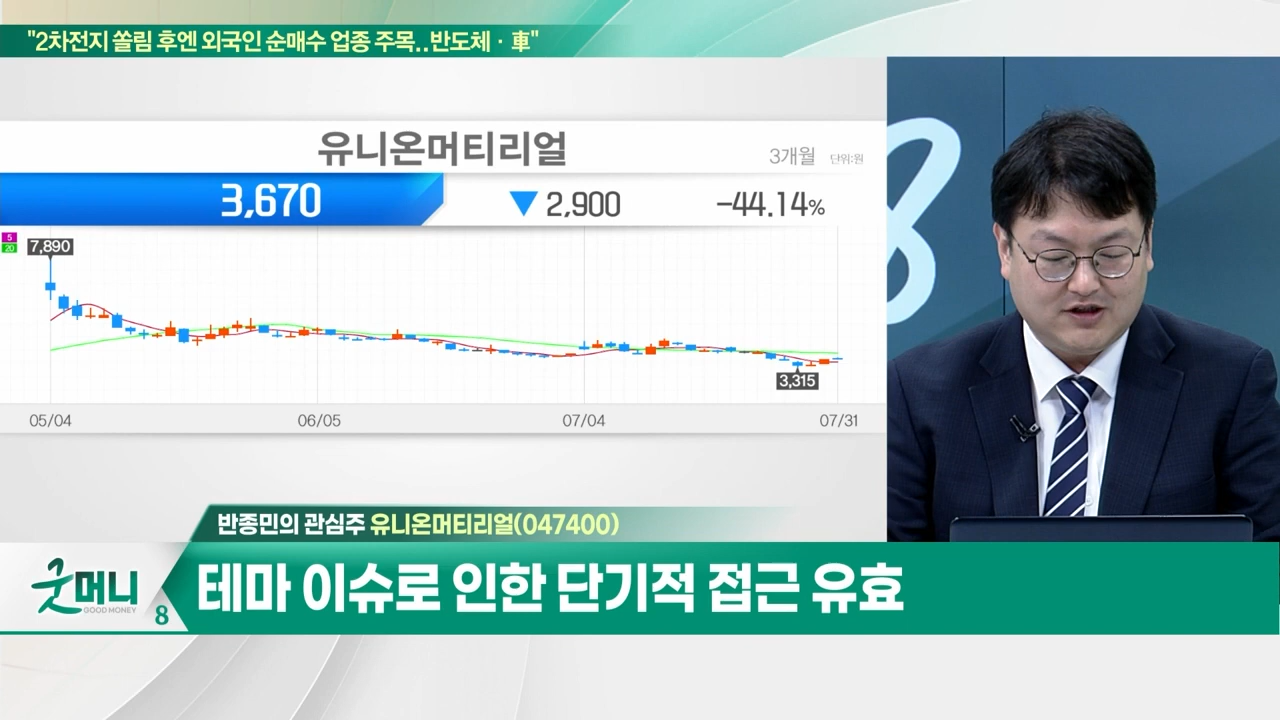 "2차전지 쏠림 후엔 외국인 순매수 업종 주목..반도체 · 車"
유니온머티리얼
3개월 단위:원
3,670 ▼ 2,900 -44.14%
5
20
7,890
3,315
05/04 06/05 07/04 07/31
반종민의 관심주 유니온머티리얼(047400)
굿머니
GOOD MONEY
8
테마 이슈로 인한 단기적 접근 유효